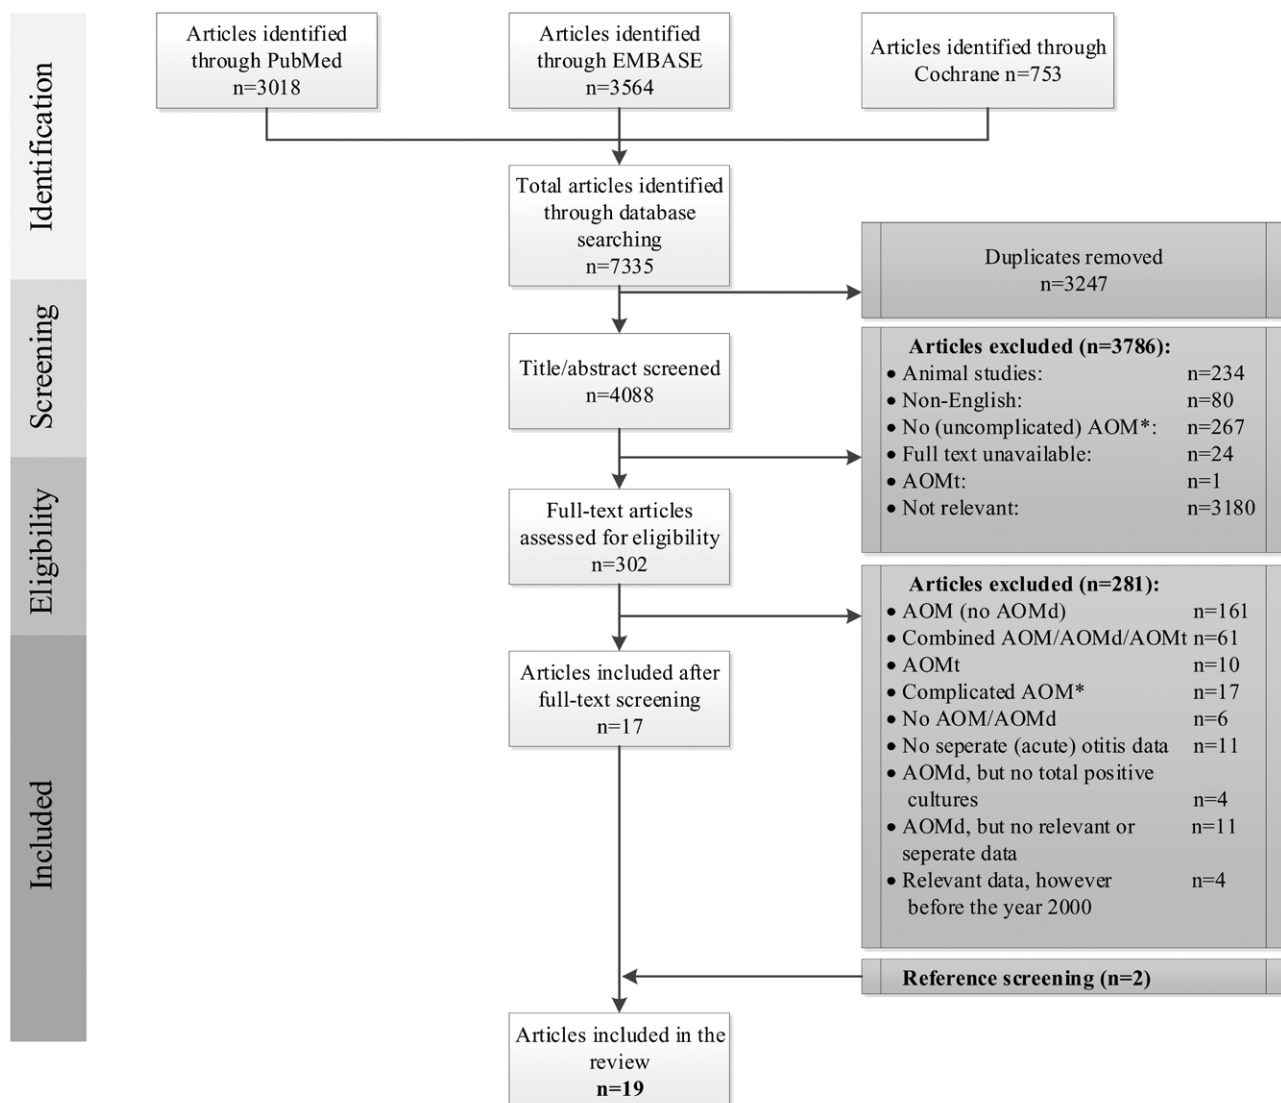 Identification
Articles identified
through PubMed
n=3018
Articles identified
through EMBASE
n=3564
Articles identified through
Cochrane n=753
Total articles identified
through database
searching
n=7335
Duplicates removed
n=3247
Screening
Title/abstract screened
n=4088
Articles excluded (n=3786):
• Animal studies: n=234
• Non-English: n=80
• No (uncomplicated) AOM*: n=267
• Full text unavailable: n=24
• AOMt: n=1
• Not relevant: n=3180
Eligibility
Full-text articles
assessed for eligibility
n=302
Articles excluded (n=281):
• AOM (no AOMd) n=161
• Combined AOM/AOMd/AOMt n=61
• AOMt n=10
• Complicated AOM* n=17
• No AOM/AOMd n=6
• No seperate (acute) otitis data n=11
• AOMd, but no total positive
cultures n=4
• AOMd, but no relevant or n=11
seperate data
• Relevant data, however n=4
before the year 2000
Included
Articles included after
full-text screening
n=17
Reference screening (n=2)
Articles included in the
review
n=19